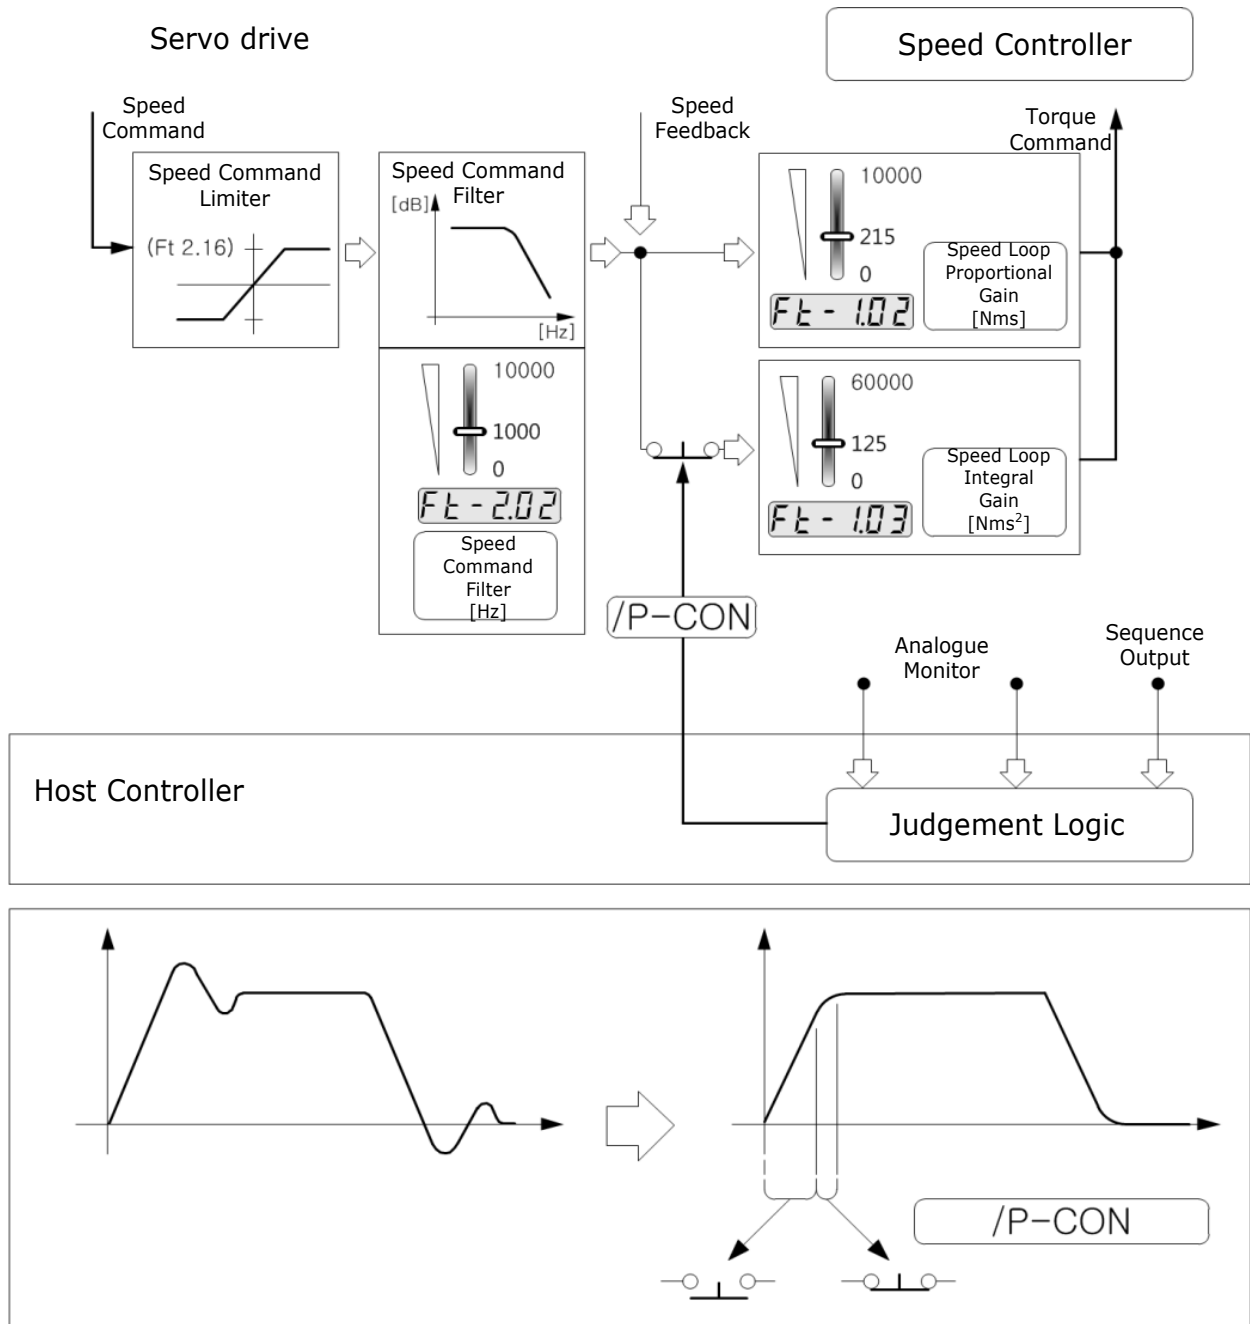 Servo drive
Speed Controller
Speed
Command
Speed
Feedback
Torque
Command
Speed Command
Limiter
(Ft 2.16)
Speed Command
Filter
[dB]
[Hz]
10000
1000
0
Ft-2.02
Speed
Command
Filter
[Hz]
10000
215
0
Ft-1.02
Speed Loop
Proportional
Gain
[Nms]
60000
125
0
Ft-1.03
Speed Loop
Integral
Gain
[Nms²]
/P-CON
Analogue
Monitor
Sequence
Output
Host Controller
Judgement Logic
/P-CON